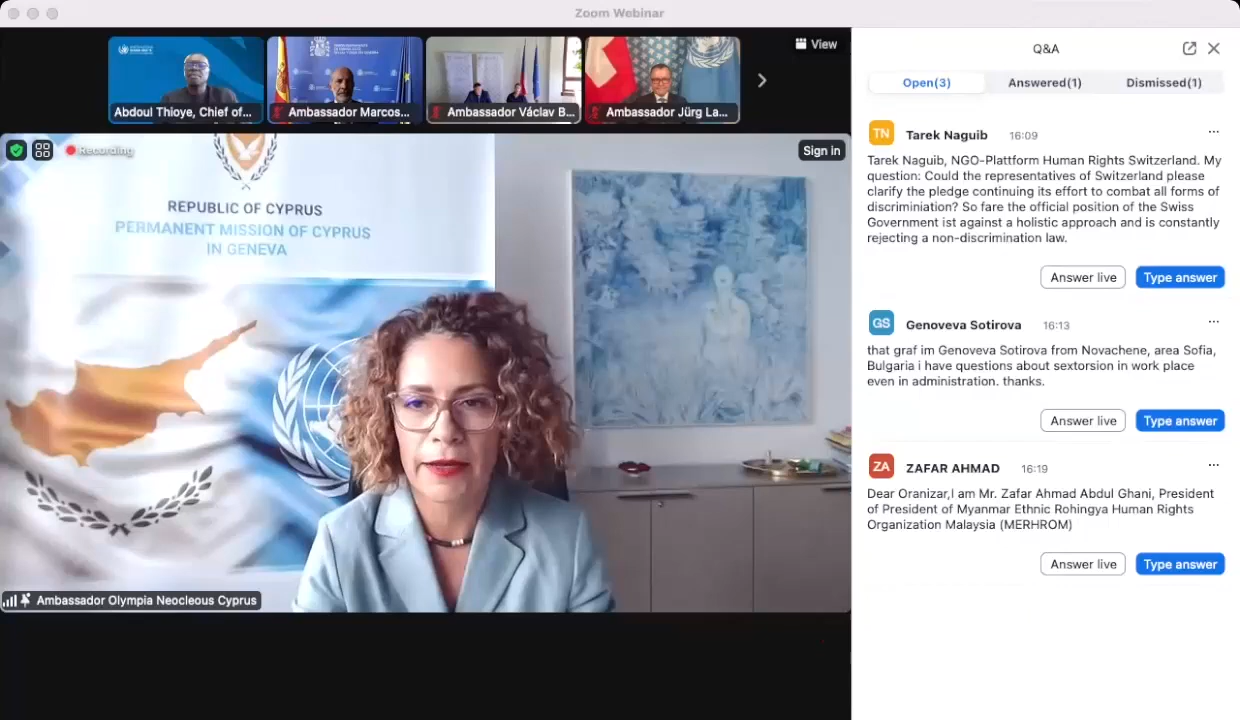 Zoom Webinar
Abdoul Thioye, Chief of...
Ambassador Marcos...
Ambassador Václav B...
Ambassador Jürg La...
View
Recording
Sign in
REPUBLIC OF CYPRUS
PERMANENT MISSION OF CYPRUS
IN GENEVA
Ambassador Olympia Neocleous Cyprus
Q&A
Open(3)
Answered(1)
Dismissed(1)
TN
Tarek Naguib
16:09
Tarek Naguib, NGO-Plattform Human Rights Switzerland. My
question: Could the representatives of Switzerland please
clarify the pledge continuing its effort to combat all forms of
discriminiation? So fare the official position of the Swiss
Government ist against a holistic approach and is constantly
rejecting a non-discrimination law.
Answer live
Type answer
GS
Genoveva Sotirova
16:13
that graf im Genoveva Sotirova from Novachene, area Sofia,
Bulgaria i have questions about sextorsion in work place
even in administration. thanks.
Answer live
Type answer
ZA
ZAFAR AHMAD
16:19
Dear Oranizar,I am Mr. Zafar Ahmad Abdul Ghani, President
of President of Myanmar Ethnic Rohingya Human Rights
Organization Malaysia (MERHROM)
Answer live
Type answer